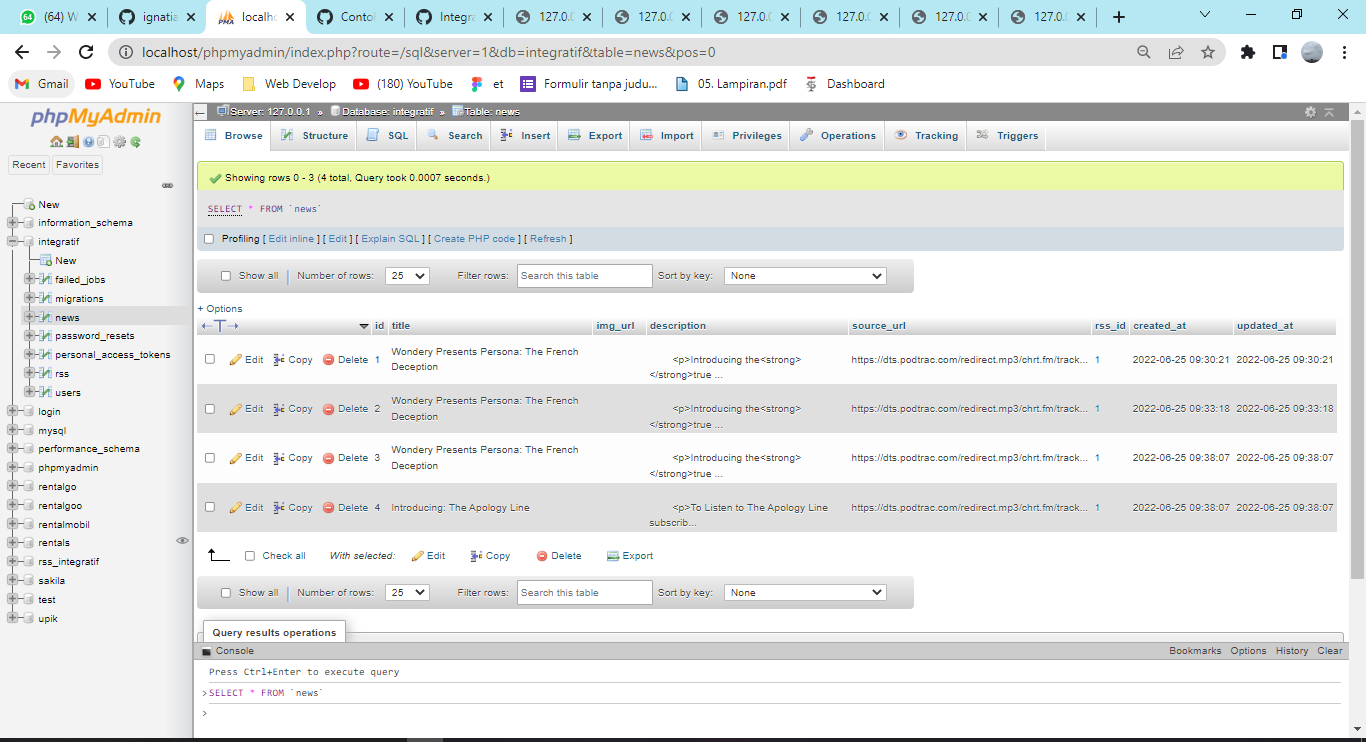 (64) W
ignatia
localho
Contol
Integra
127.0.0
127.0.0
127.0.0
127.0.0
127.0.0
127.0.0
localhost/phpmyadmin/index.php?route=/sql&server=1&db=integratif&table=news&pos=0
Gmail
YouTube
Maps
Web Develop
(180) YouTube
et
Formulir tanpa judu...
05. Lampiran.pdf
Dashboard
phpMyAdmin
Recent
Favorites
New
information_schema
integratif
New
failed_jobs
migrations
news
password_resets
personal_access_tokens
rss
users
login
mysql
performance_schema
phpmyadmin
rentalgo
rentalgoo
rentalmobil
rentals
rss_integratif
sakila
test
upik
Server: 127.0.0.1 » Database: integratif » Table: news
Browse Structure SQL Search Insert Export Import Privileges Operations Tracking Triggers
Showing rows 0 - 3 (4 total, Query took 0.0007 seconds.)
SELECT * FROM `news`
Profiling [ Edit inline ] [ Edit ] [ Explain SQL ] [ Create PHP code ] [ Refresh ]
Show all Number of rows: 25 Filter rows: Search this table Sort by key: None
+ Options
id title img_url description source_url rss_id created_at updated_at
Edit Copy Delete 1 Wondery Presents Persona: The French Deception <p>Introducing the<strong> </strong>true ... https://dts.podtrac.com/redirect.mp3/chrt.fm/track... 1 2022-06-25 09:30:21 2022-06-25 09:30:21
Edit Copy Delete 2 Wondery Presents Persona: The French Deception <p>Introducing the<strong> </strong>true ... https://dts.podtrac.com/redirect.mp3/chrt.fm/track... 1 2022-06-25 09:33:18 2022-06-25 09:33:18
Edit Copy Delete 3 Wondery Presents Persona: The French Deception <p>Introducing the<strong> </strong>true ... https://dts.podtrac.com/redirect.mp3/chrt.fm/track... 1 2022-06-25 09:38:07 2022-06-25 09:38:07
Edit Copy Delete 4 Introducing: The Apology Line <p>To Listen to The Apology Line subscrib... https://dts.podtrac.com/redirect.mp3/chrt.fm/track... 1 2022-06-25 09:38:07 2022-06-25 09:38:07
Check all With selected: Edit Copy Delete Export
Show all Number of rows: 25 Filter rows: Search this table Sort by key: None
Query results operations
Console Bookmarks Options History Clear
Press Ctrl+Enter to execute query
>SELECT * FROM `news`
>